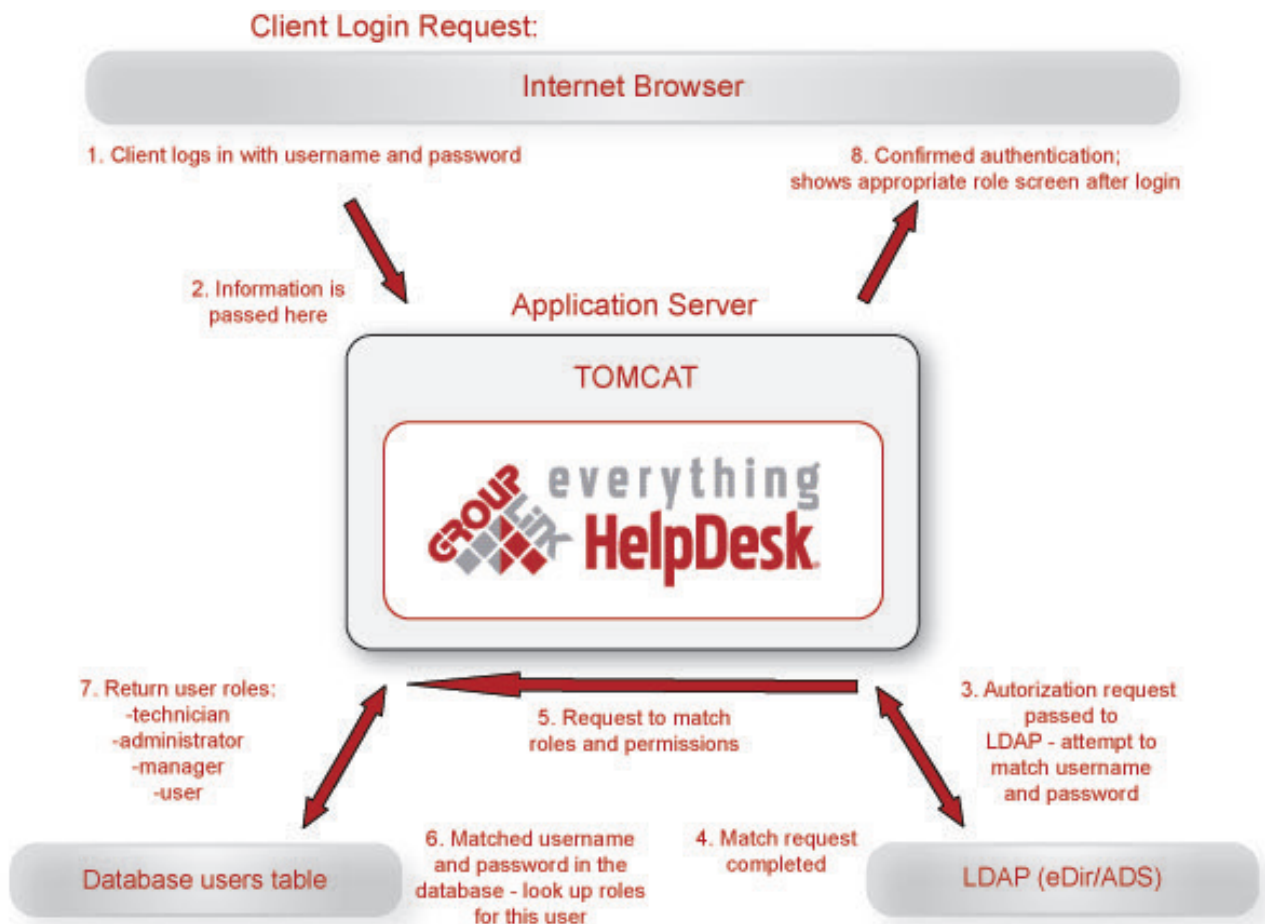 Client Login Request:
Internet Browser
1. Client logs in with username and password
8. Confirmed authentication;
shows appropriate role screen after login
2. Information is
passed here
Application Server
TOMCAT
GROUP
Link
everything
HelpDesk.
7. Return user roles:
-technician
-administrator
-manager
-user
5. Request to match
roles and permissions
3. Autorization request
passed to
LDAP - attempt to
match username
and password
6. Matched username
and password in the
database - look up roles
for this user
4. Match request
completed
Database users table
LDAP (eDir/ADS)